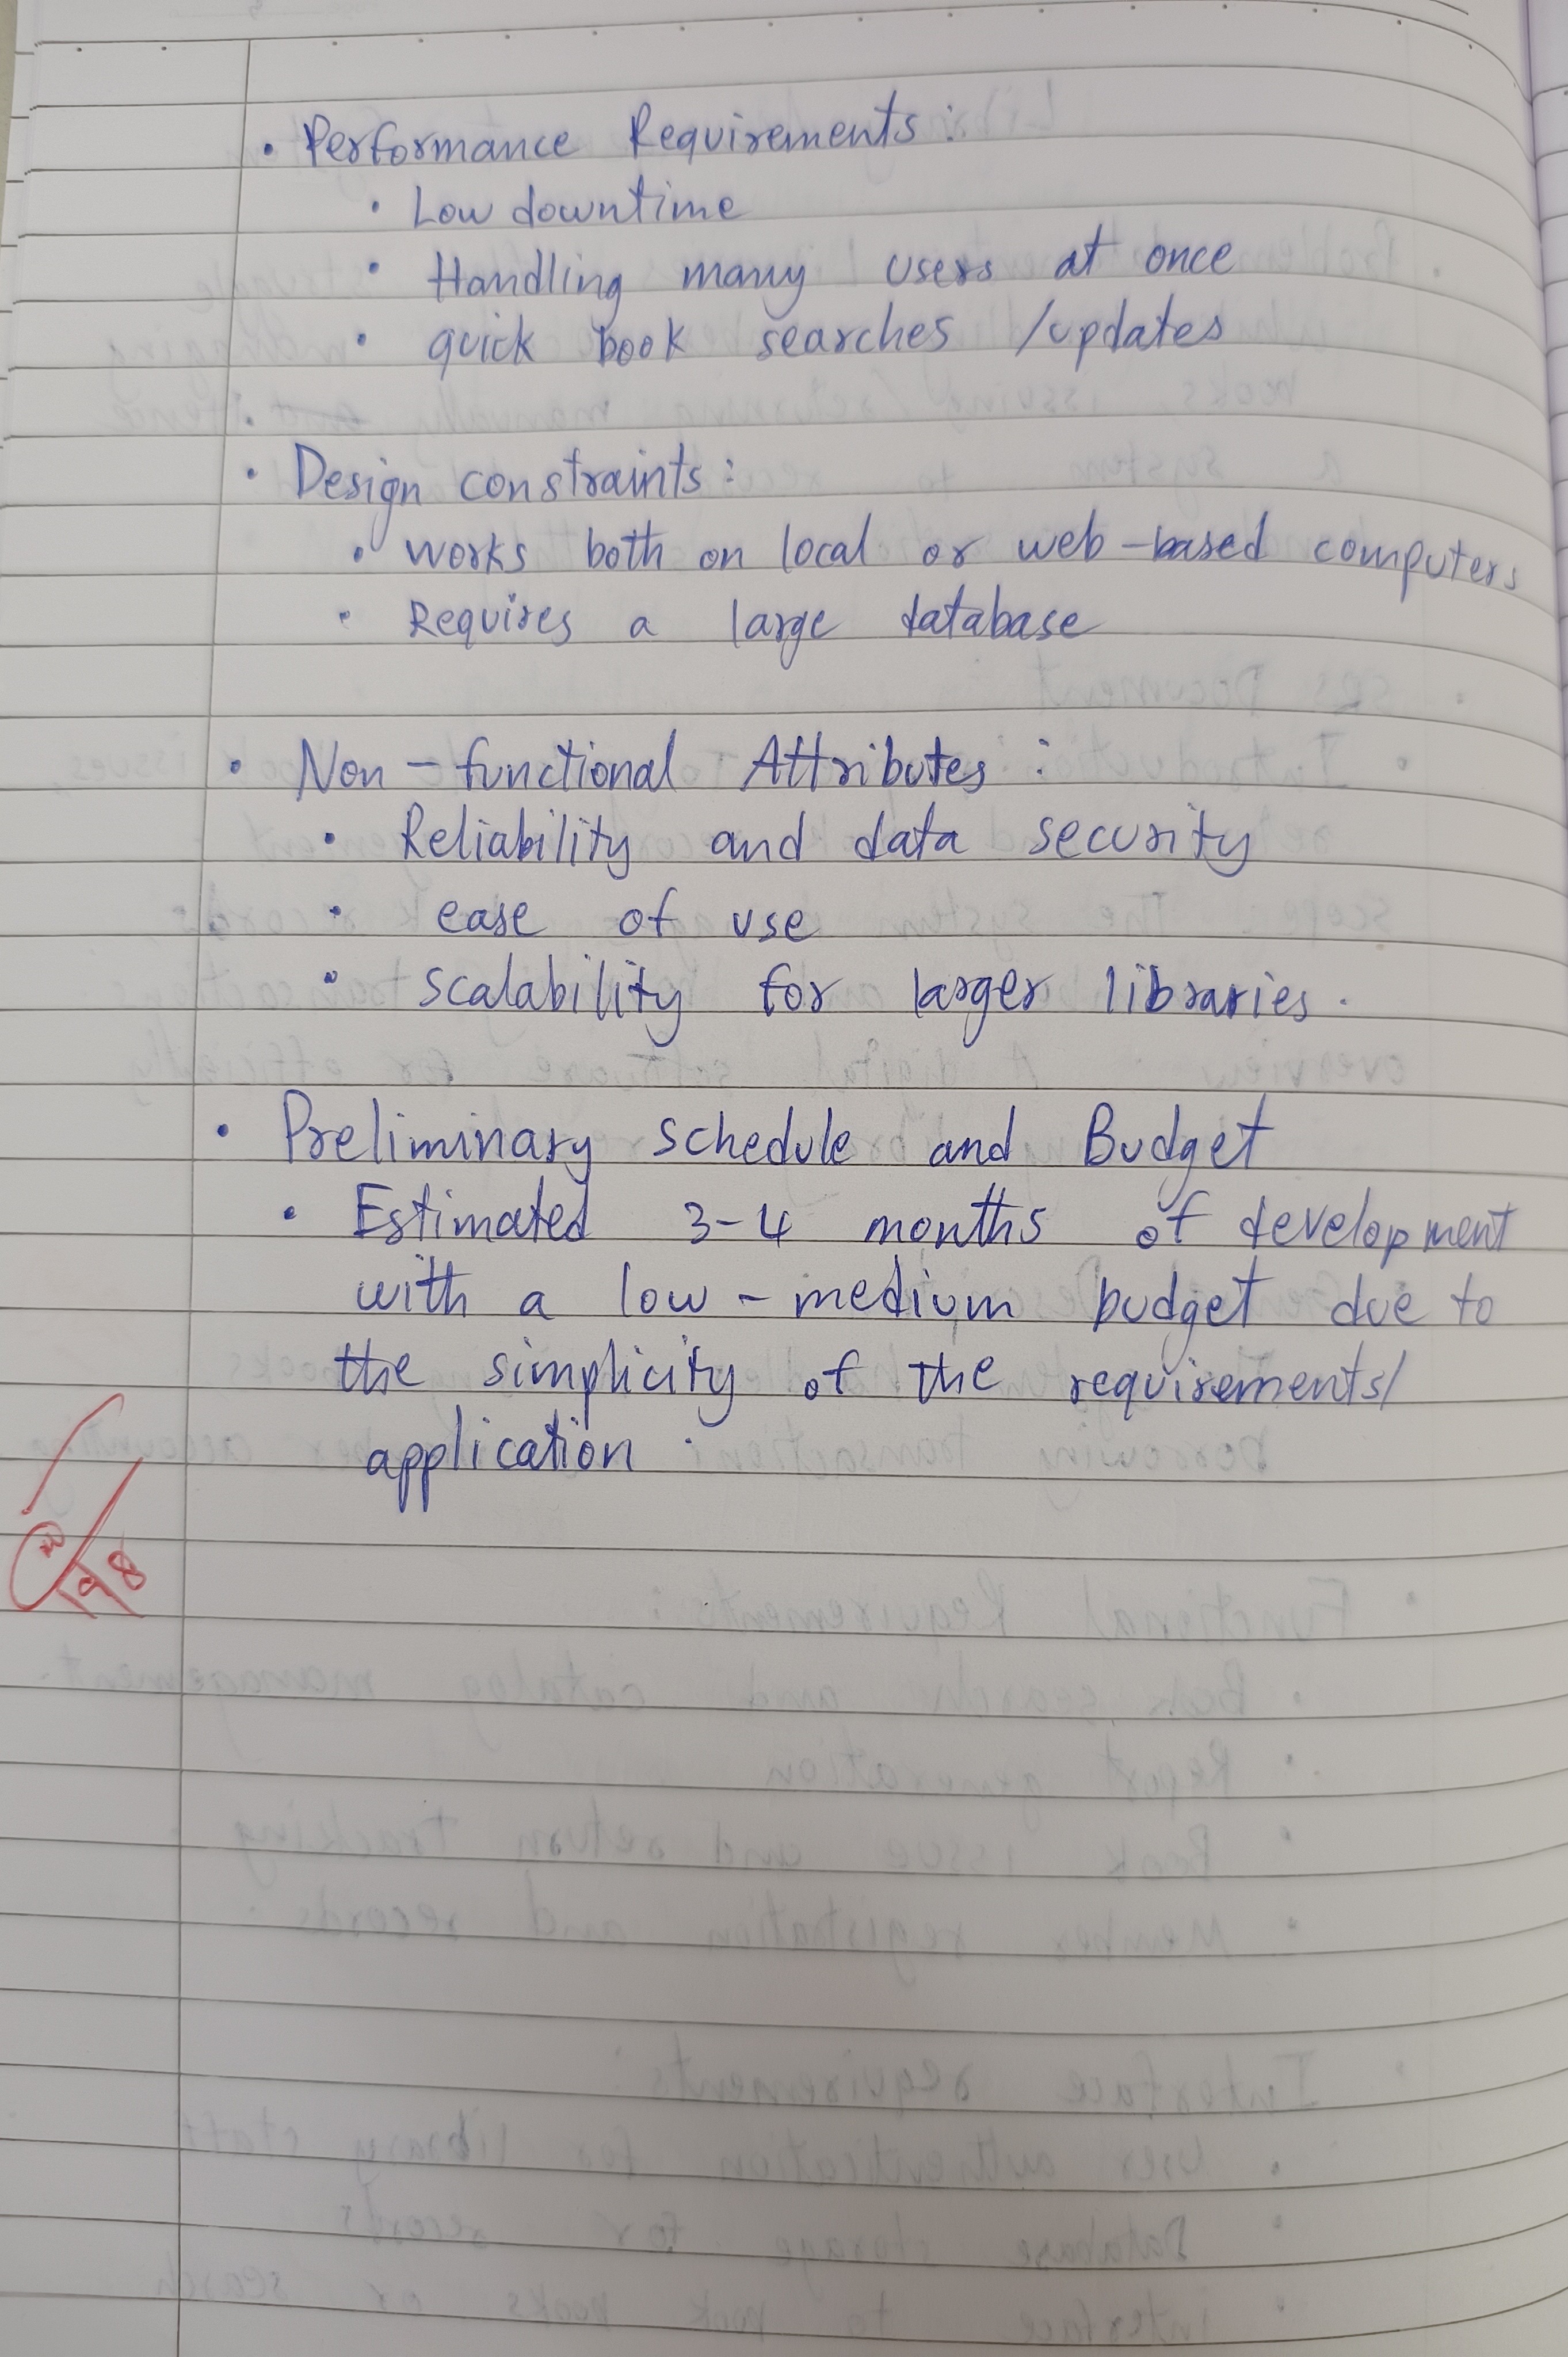 • Performance Requirements :
• Low downtime
• Handling many users at once
• quick book searches /updates
• Design constraints :
• works both on local or web-based computers
• Requires a large database
• Non-functional Attributes :
• Reliability and data security
• ease of use
• scalability for larger libraries.
• Preliminary schedule and Budget
• Estimated 3-4 months of development
with a low-medium budget due to
the simplicity of the requirements/
application.